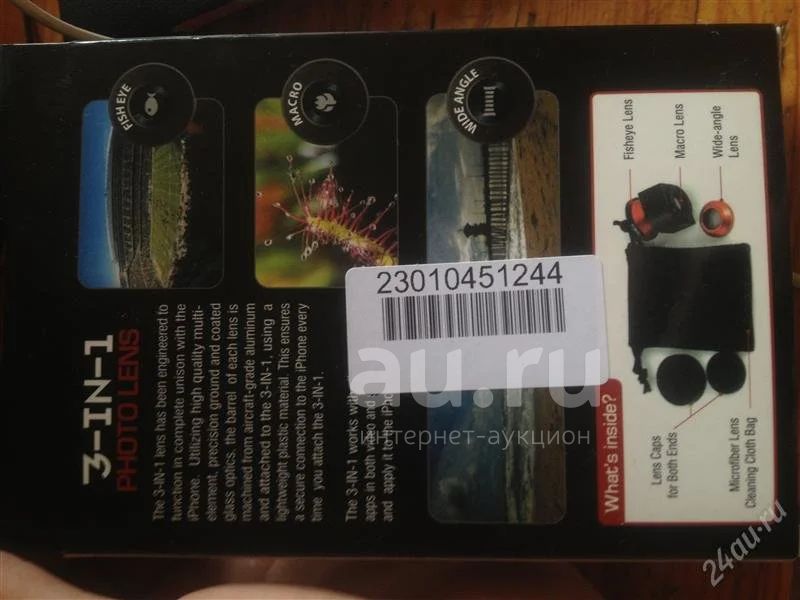 3-IN-1
PHOTO LENS
The 3-IN-1 lens has been engineered to
function in complete unison with the
iPhone. Utilizing high quality multi-
element, precision ground and coated
glass optics, the barrel of each lens is
machined from aircraft-grade aluminum
and attached to the 3-IN-1, using a
lightweight plastic material. This ensures
a secure connection to the iPhone every
time you attach the 3-IN-1.
The 3-IN-1 works with
apps in both video and
and apply it to the iPho
FISH EYE
MACRO
WIDE ANGLE
23010451244
What's inside?
Fisheye Lens
Macro Lens
Wide-angle
Lens
Lens Caps
for Both Ends
Microfiber Lens
Cleaning Cloth Bag
au.ru
интернет-аукцион
24au.ru